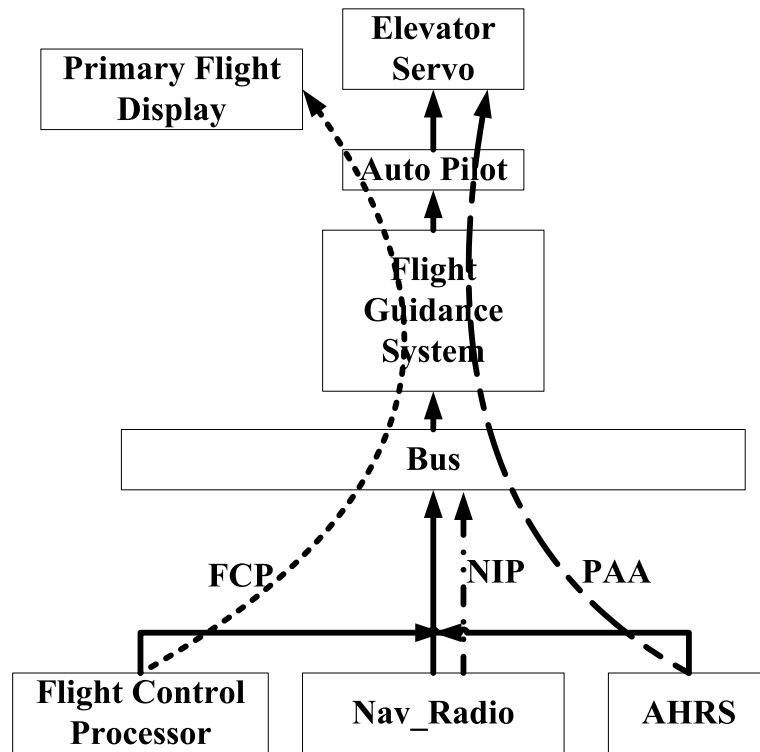 Elevator
Servo
Primary Flight
Display
Auto Pilot
Flight
Guidance
System
Bus
FCP
NIP
PAA
Flight Control
Processor
Nav_Radio
AHRS